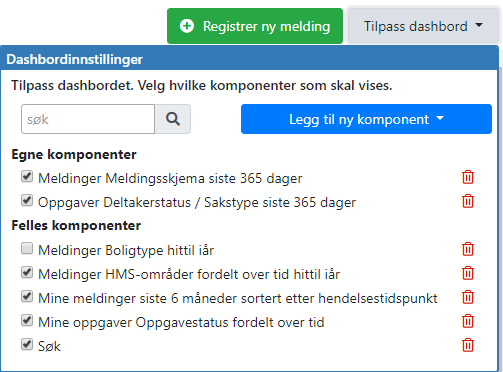 Registrer ny melding
Tilpass dashbord
Dashbordinnstillinger
Tilpass dashbordet. Velg hvilke komponenter som skal vises.
søk
Legg til ny komponent
Egne komponenter
Meldinger Meldingsskjema siste 365 dager
Oppgaver Deltakerstatus / Sakstype siste 365 dager
Felles komponenter
Meldinger Boligtype hittil iår
Meldinger HMS-områder fordelt over tid hittil iår
Mine meldinger siste 6 måneder sortert etter hendelsestidspunkt
Mine oppgaver Oppgavestatus fordelt over tid
Søk